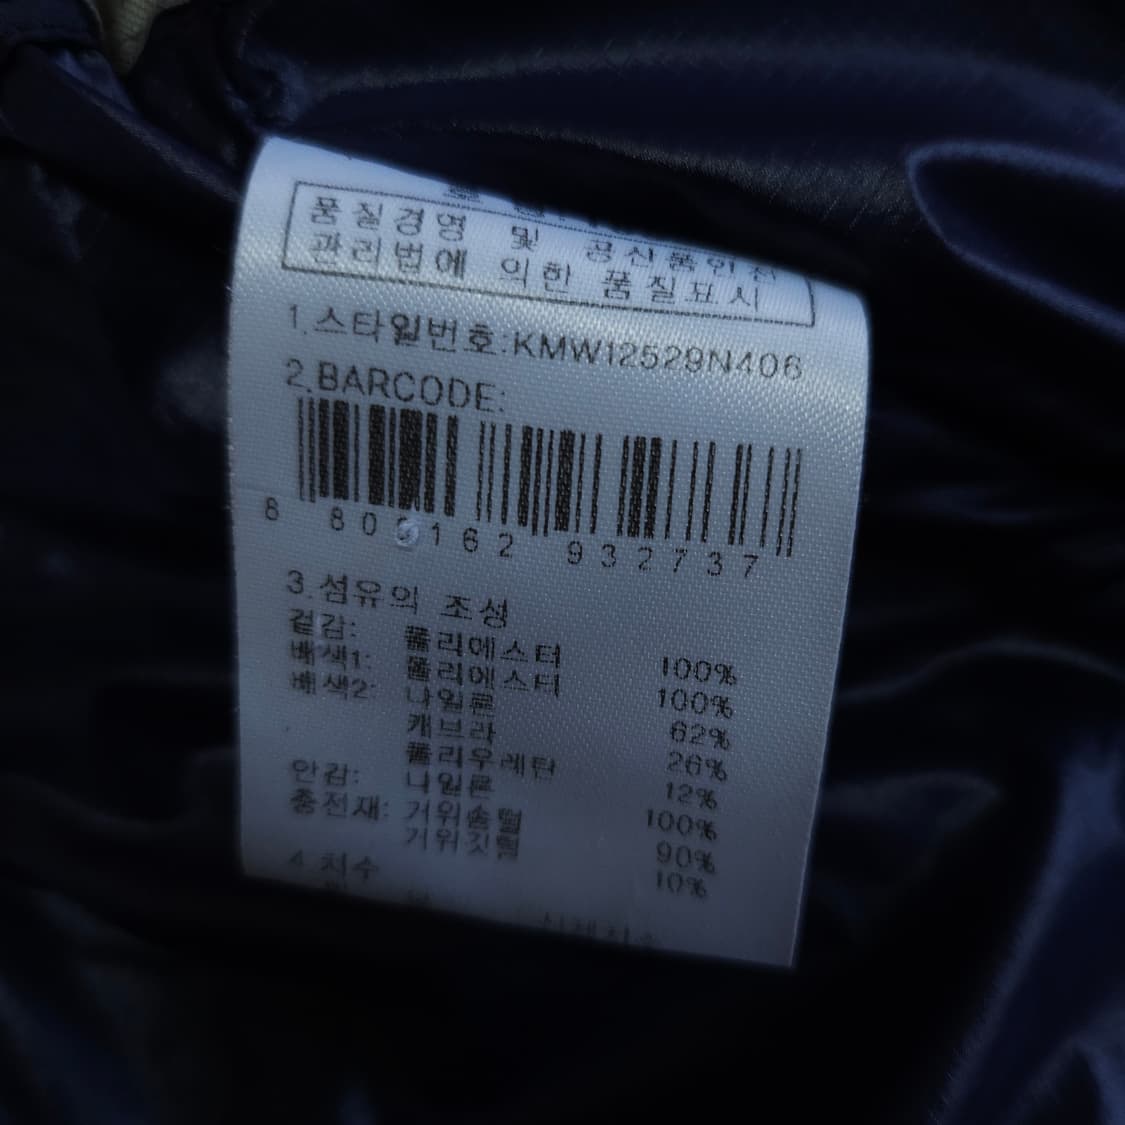 품질경영 및 공산품안전
관리법에 의한 품질표시
1.스타일번호:KMW12529N406
2.BARCODE:
8 809162 932737
3.섬유의 조성
겉감: 폴리에스터 100%
배색1: 폴리에스터 100%
배색2: 나일론 62%
캐브라 26%
폴리우레탄 12%
안감: 나일론 100%
충전재: 거위솜털 90%
거위깃털 10%
4.치수
신체치수